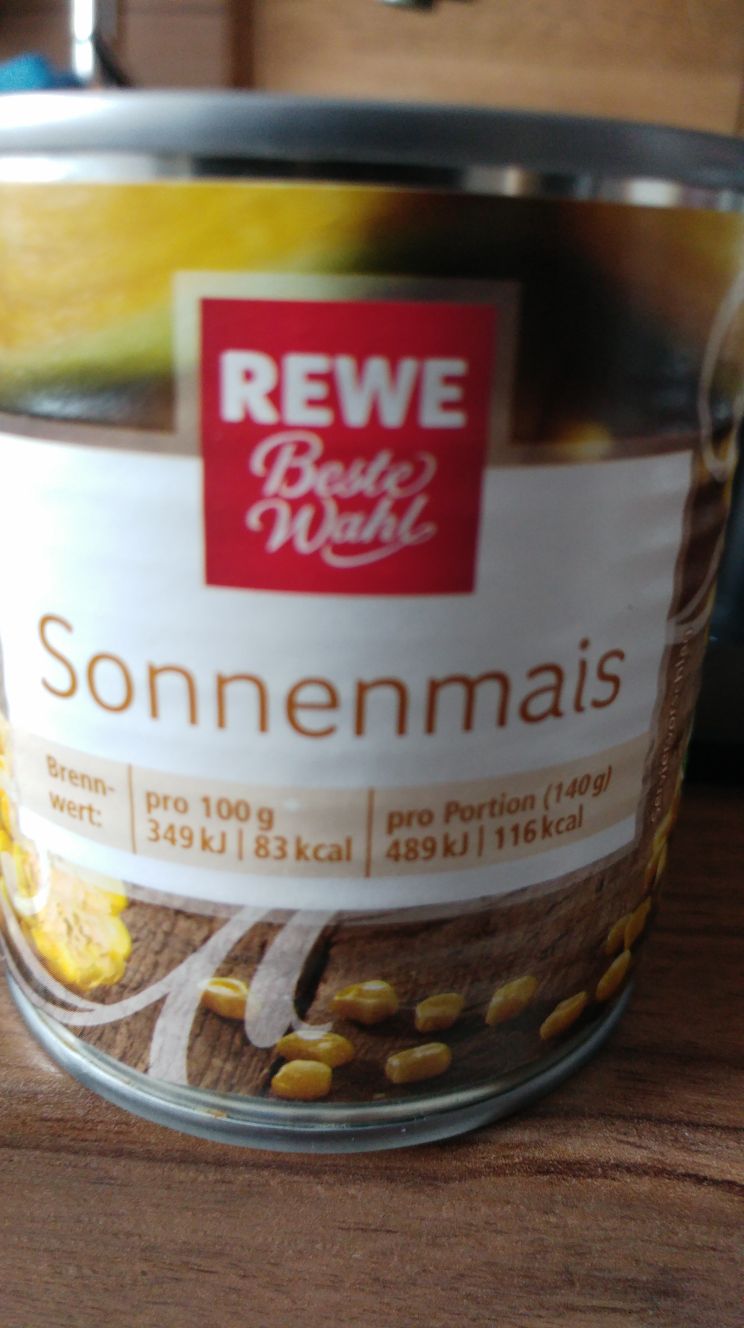 REWE
Beste
Wahl
Sonnenmais
Brenn-
wert:
pro 100 g
349 kJ | 83 kcal
pro Portion (140 g)
489 kJ | 116 kcal